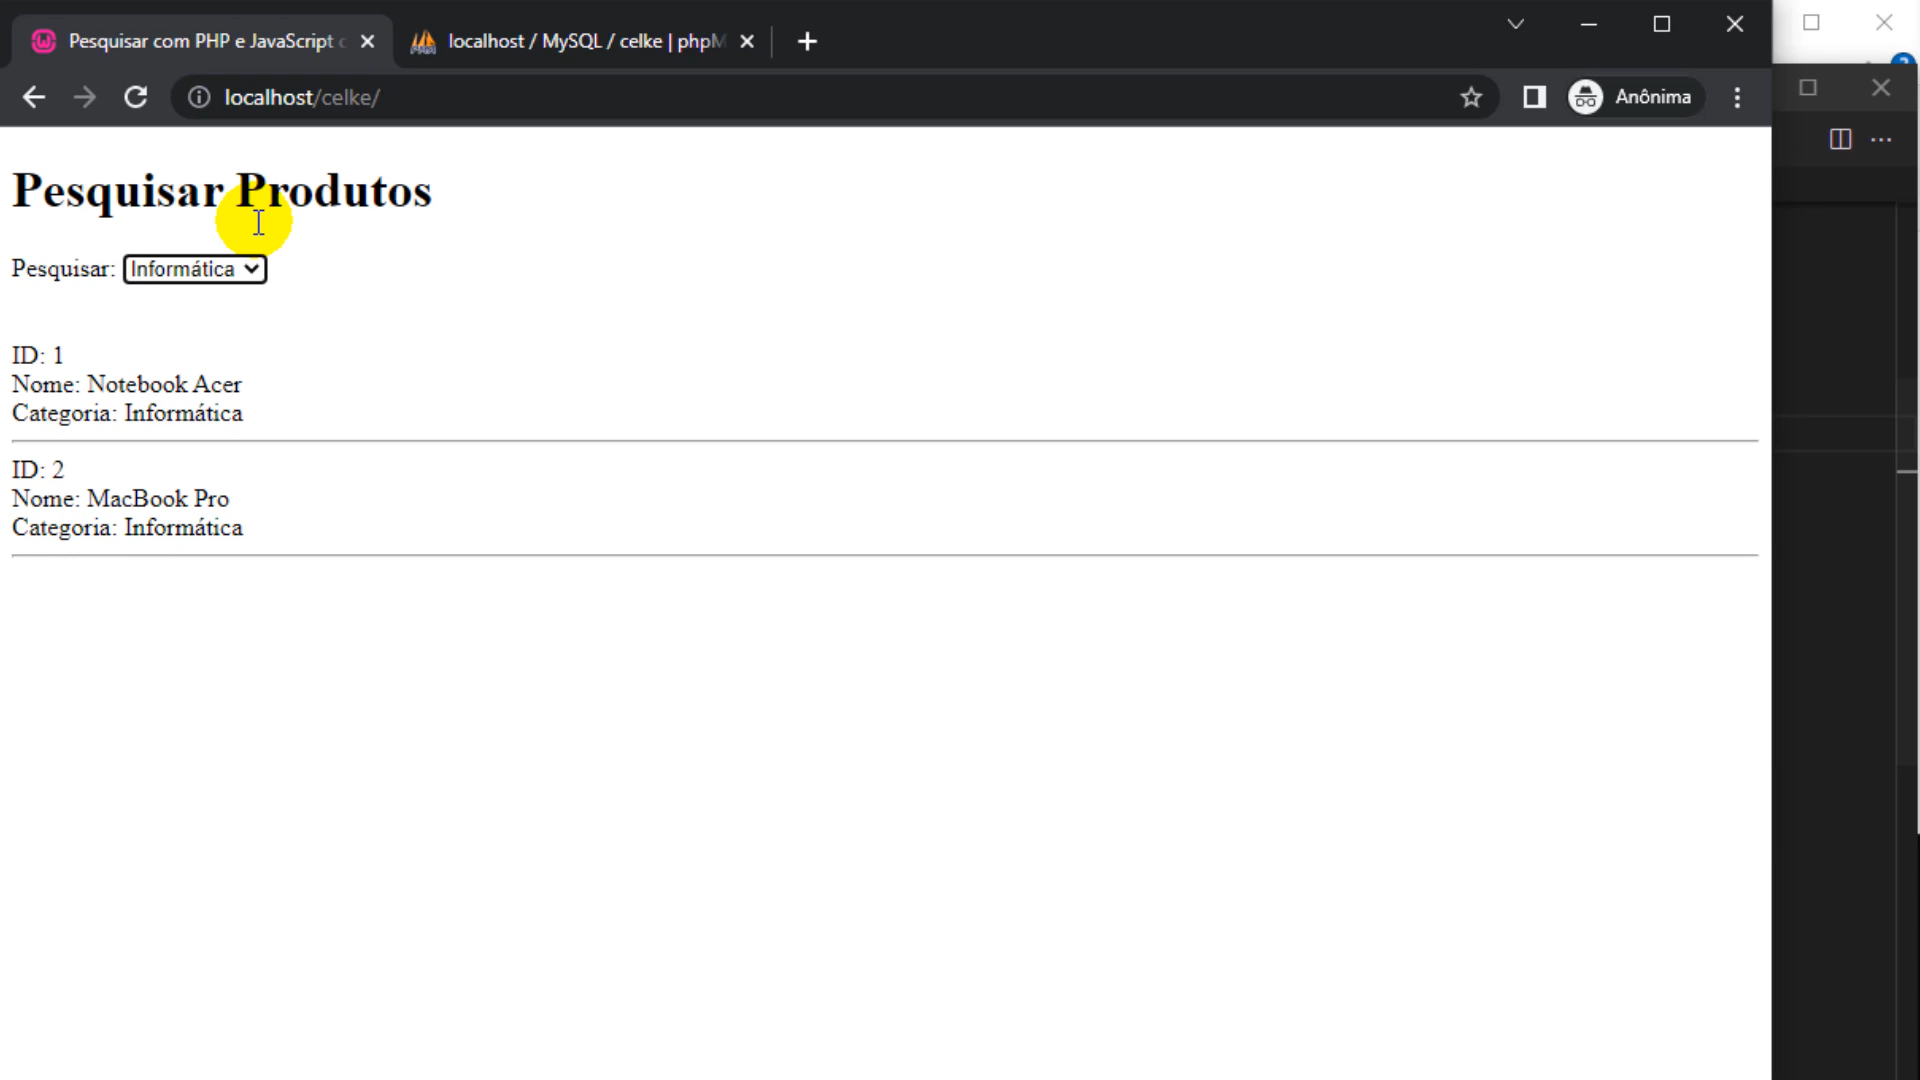 Pesquisar com PHP e JavaScript
localhost / MySQL / celke | phpM
localhost/celke/
Anônima
Pesquisar Produtos
Pesquisar: Informática
ID: 1
Nome: Notebook Acer
Categoria: Informática
ID: 2
Nome: MacBook Pro
Categoria: Informática